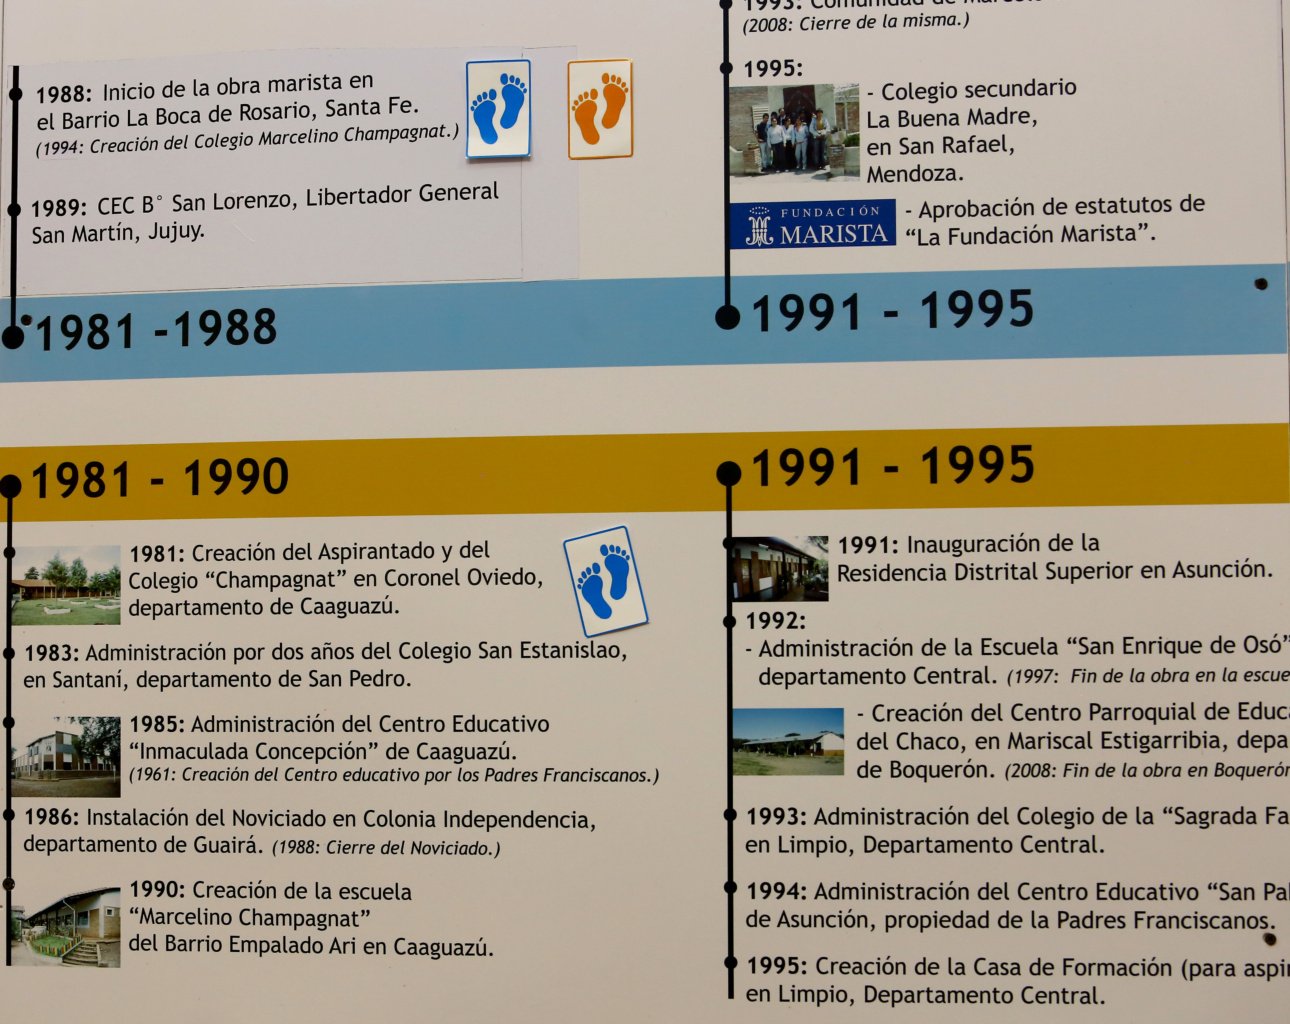 1988: Inicio de la obra marista en
el Barrio La Boca de Rosario, Santa Fe.
(1994: Creación del Colegio Marcelino Champagnat.)
1989: CEC B° San Lorenzo, Libertador General
San Martín, Jujuy.
1981 -1988
1993: Comunidad de
(2008: Cierre de la misma.)
1995:
- Colegio secundario
La Buena Madre,
en San Rafael,
Mendoza.
FUNDACIÓN
MARISTA
- Aprobación de estatutos de
“La Fundación Marista”.
1991 - 1995
1981 - 1990
1981: Creación del Aspirantado y del
Colegio “Champagnat” en Coronel Oviedo,
departamento de Caaguazú.
1983: Administración por dos años del Colegio San Estanislao,
en Santaní, departamento de San Pedro.
1985: Administración del Centro Educativo
“Inmaculada Concepción” de Caaguazú.
(1961: Creación del Centro educativo por los Padres Franciscanos.)
1986: Instalación del Noviciado en Colonia Independencia,
departamento de Guairá. (1988: Cierre del Noviciado.)
1990: Creación de la escuela
“Marcelino Champagnat”
del Barrio Empalado Ari en Caaguazú.
1991 - 1995
1991: Inauguración de la
Residencia Distrital Superior en Asunción.
1992:
- Administración de la Escuela “San Enrique de Osó”
departamento Central. (1997: Fin de la obra en la escue
- Creación del Centro Parroquial de Educa
del Chaco, en Mariscal Estigarribia, depa
de Boquerón. (2008: Fin de la obra en Boquerón
1993: Administración del Colegio de la “Sagrada Fa
en Limpio, Departamento Central.
1994: Administración del Centro Educativo “San Pa
de Asunción, propiedad de la Padres Franciscanos.
1995: Creación de la Casa de Formación (para aspi
en Limpio, Departamento Central.